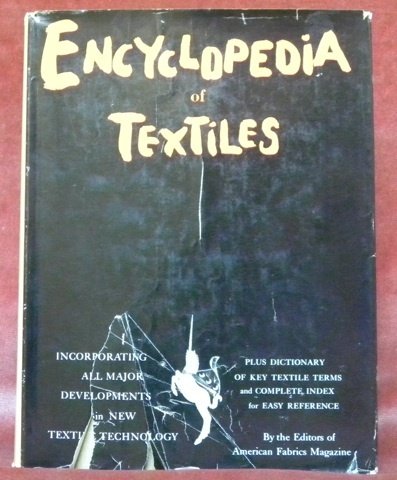 ENCYCLOPEDIA
of
TEXTILES
INCORPORATING
ALL MAJOR
DEVELOPMENTS
in NEW
TEXTILE TECHNOLOGY
PLUS DICTIONARY
OF KEY TEXTILE TERMS
and COMPLETE INDEX
for EASY REFERENCE
By the Editors of
American Fabrics Magazine